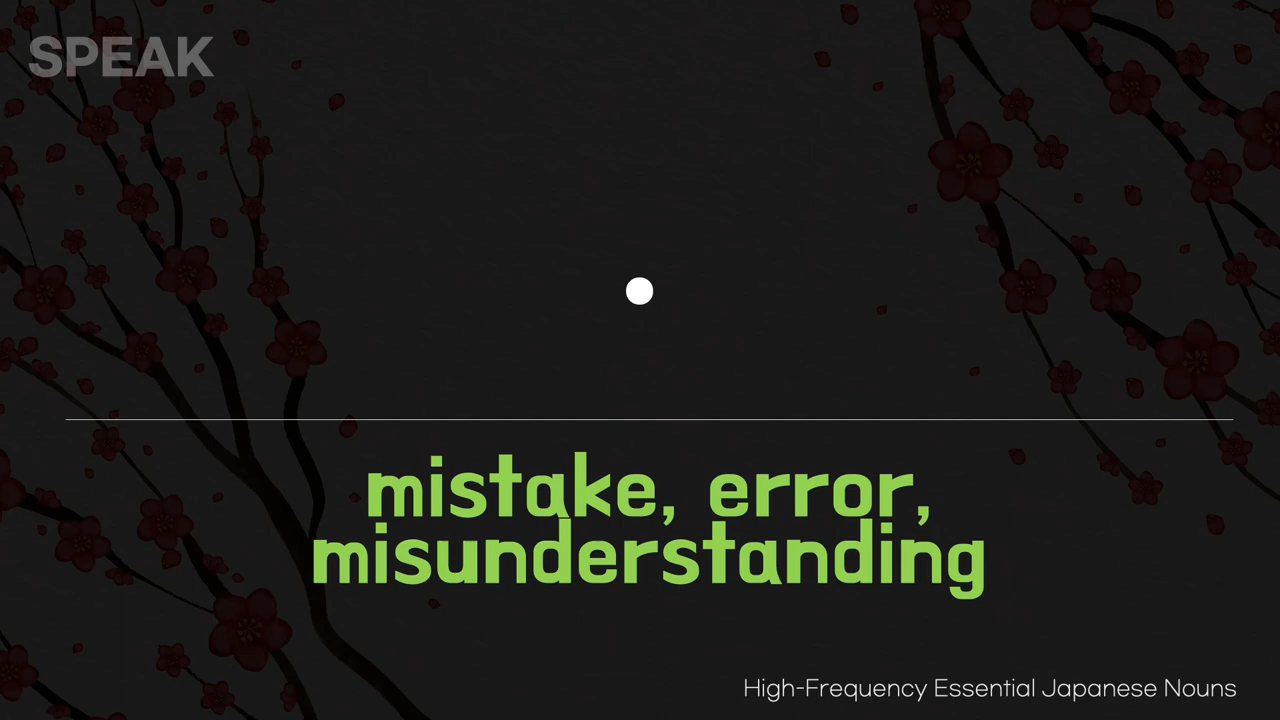 SPEAK
mistake, error,
misunderstanding
High-Frequency Essential Japanese Nouns